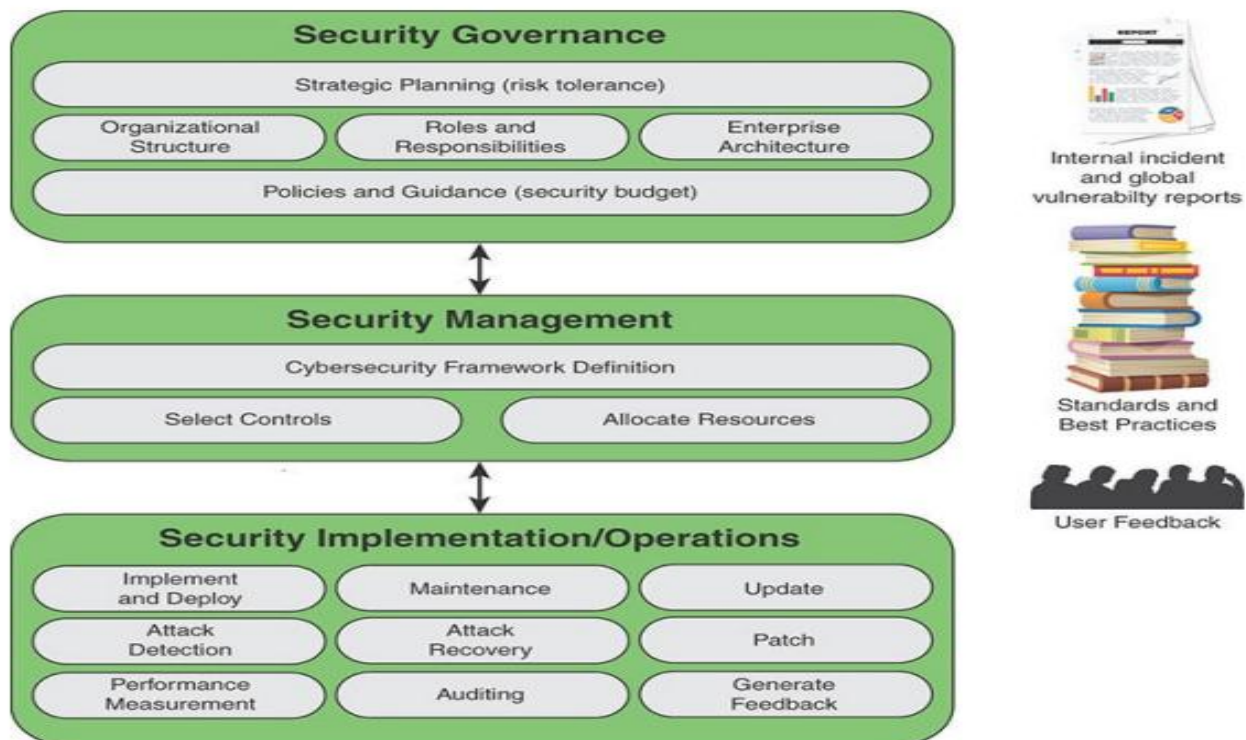 Security Governance
Strategic Planning (risk tolerance)
Organizational
Structure
Roles and
Responsibilities
Enterprise
Architecture
Policies and Guidance (security budget)
Security Management
Cybersecurity Framework Definition
Select Controls
Allocate Resources
Security Implementation/Operations
Implement
and Deploy
Maintenance
Update
Attack
Detection
Attack
Recovery
Patch
Performance
Measurement
Auditing
Generate
Feedback
REPORT
Internal incident
and global
vulnerabilty reports
Standards and
Best Practices
User Feedback